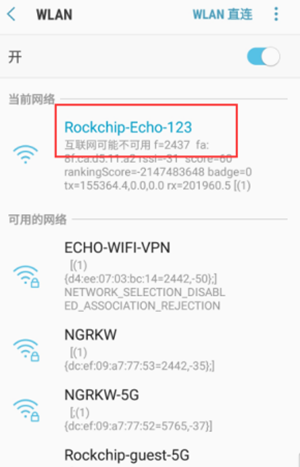 WLAN
WLAN 直连
开
当前网络
Rockchip-Echo-123
互联网可能不可用 f=2437 fa:
8f:ca:d5:11:a2 rssi=-31 score=60
rankingScore=-2147483648 badge=0
tx=155364.4,0.0,0.0 rx=201960.5 [(1)
可用的网络
ECHO-WIFI-VPN
[(1)
{d4:ee:07:03:bc:14=2442,-50};]
NETWORK_SELECTION_DISABL
ED_ASSOCIATION_REJECTION
NGRKW
[(1)
{dc:ef:09:a7:77:53=2442,-35};]
NGRKW-5G
[;(1)
{dc:ef:09:a7:77:52=5765,-37}]
Rockchip-guest-5G